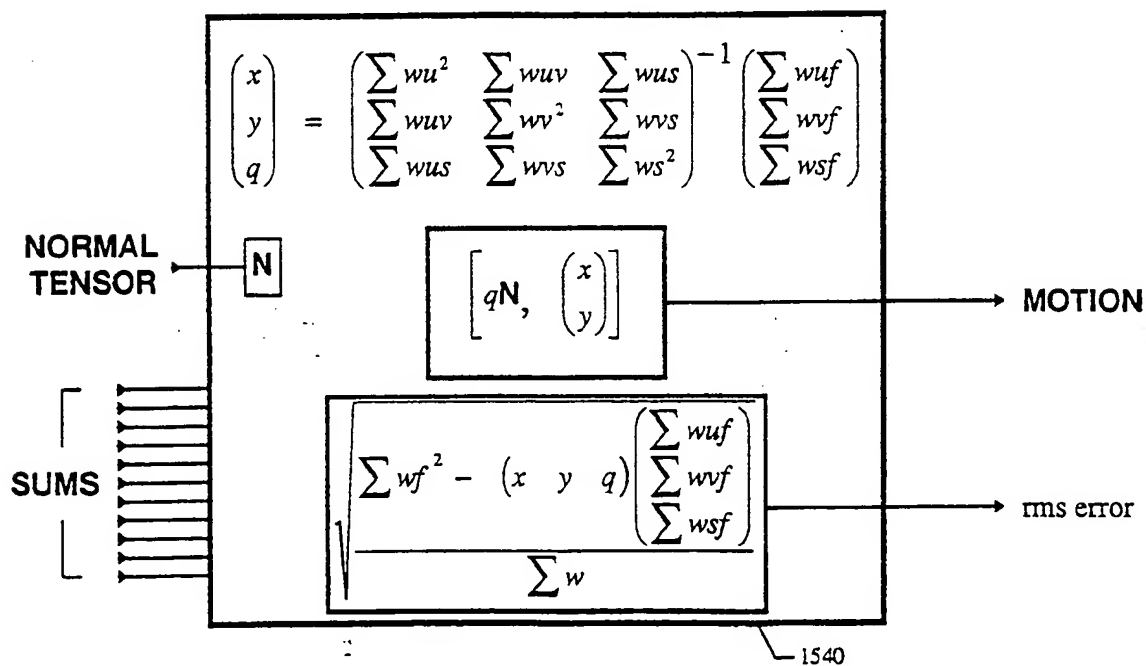 (x y q) = (∑wu² ∑wuv ∑wus; ∑wuv ∑wv² ∑wvs; ∑wus ∑wvs ∑ws²)⁻¹ (∑wuf; ∑wvf; ∑wsf)
NORMAL
TENSOR
N
[qN, (x y)]
MOTION
SUMS
√((∑wf² − (x y q)(∑wuf; ∑wvf; ∑wsf)) / ∑w)
rms error
1540